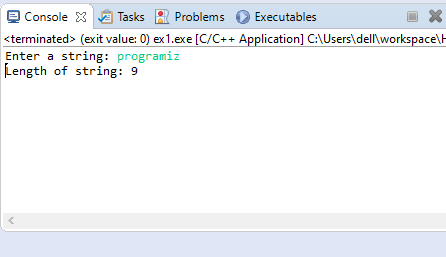 Console Tasks Problems Executables
<terminated> (exit value: 0) ex1.exe [C/C++ Application] C:\Users\dell\workspace\H
Enter a string: programiz
Length of string: 9